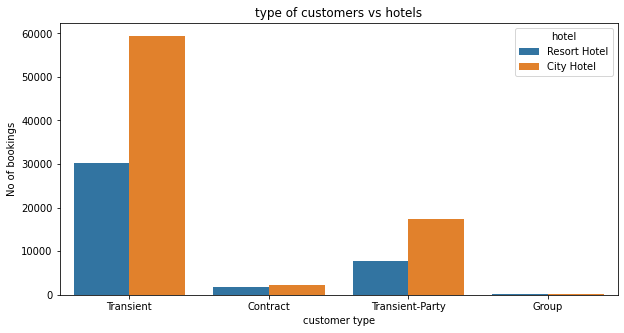 type of customers vs hotels
hotel
Resort Hotel
City Hotel
No of bookings
60000
50000
40000
30000
20000
10000
0
Transient Contract Transient-Party Group
customer type